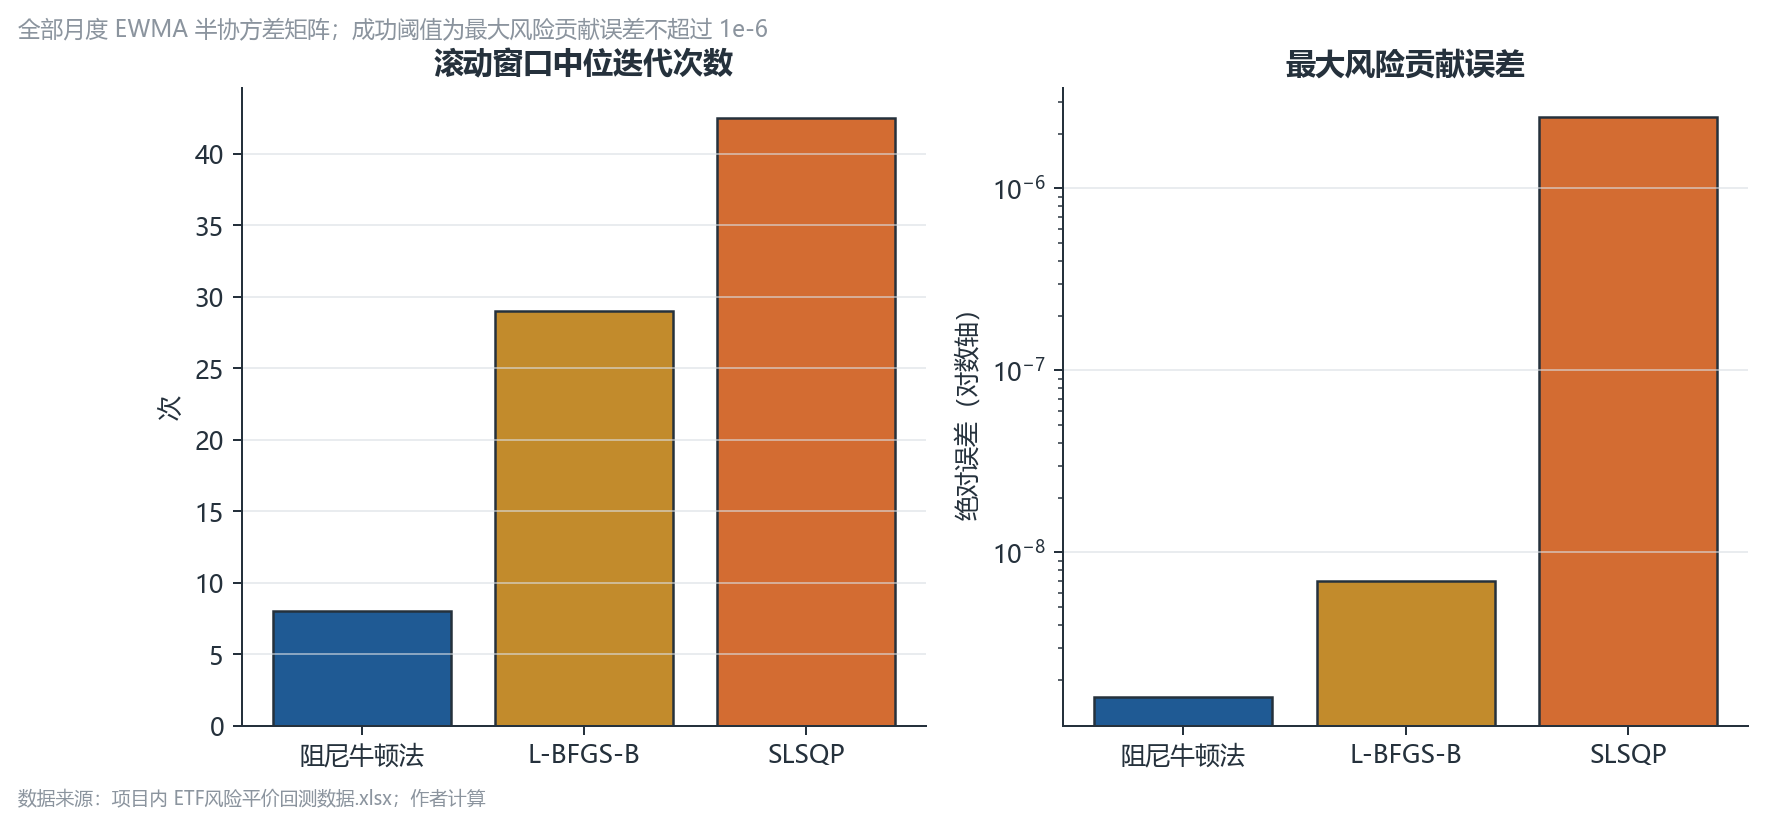 全部月度 EWMA 半协方差矩阵；成功阈值为最大风险贡献误差不超过 1e-6
滚动窗口中位迭代次数
次
40
35
30
25
20
15
10
5
0
阻尼牛顿法 L-BFGS-B SLSQP
最大风险贡献误差
绝对误差（对数轴）
10⁻⁶
10⁻⁷
10⁻⁸
阻尼牛顿法 L-BFGS-B SLSQP
数据来源：项目内 ETF风险平价回测数据.xlsx；作者计算